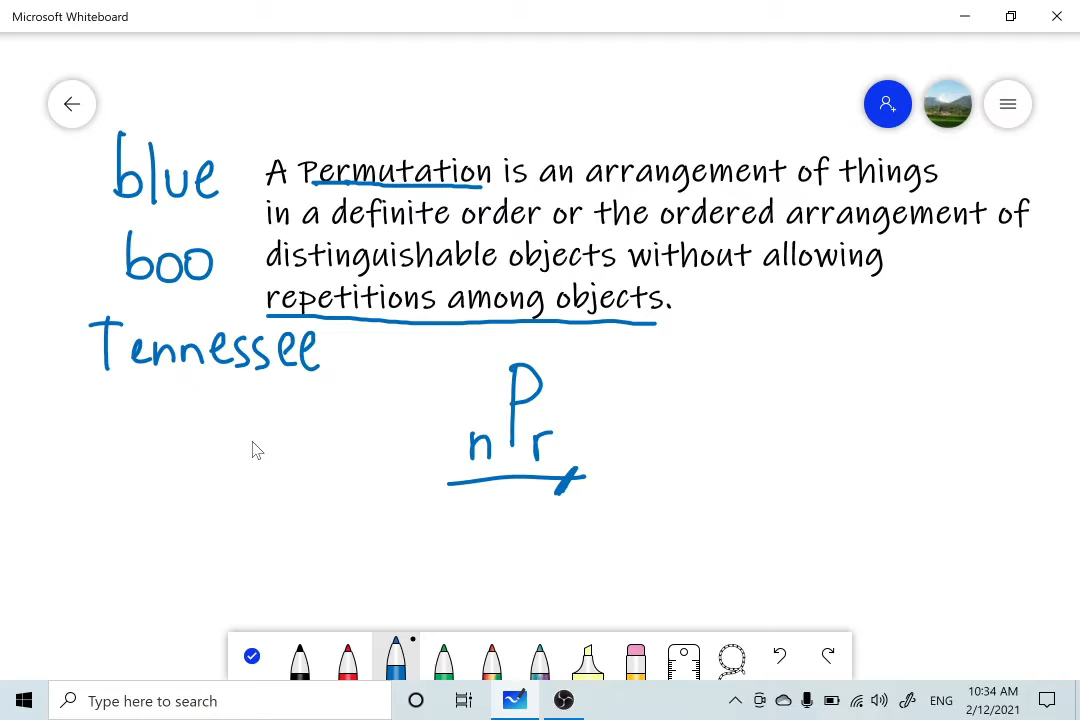 Microsoft Whiteboard
blue
boo
Tennessee
A Permutation is an arrangement of things
in a definite order or the ordered arrangement of
distinguishable objects without allowing
repetitions among objects.
nPr
Type here to search
ENG
10:34 AM
2/12/2021